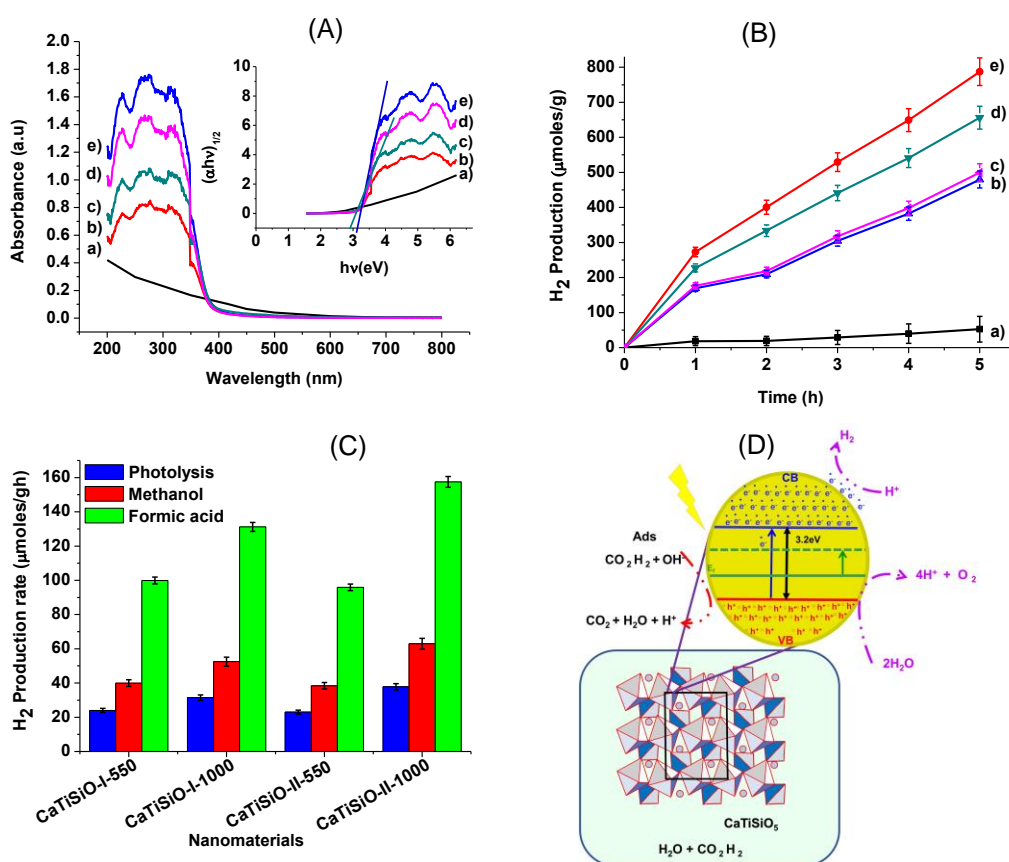 (A)
Absorbance (a.u)
2.0
1.8
1.6
1.4
1.2
1.0
0.8
0.6
0.4
0.2
0.0
e)
d)
c)
b)
a)
200 300 400 500 600 700 800
Wavelength (nm)
(αhν)1/2
10
8
6
4
2
0
e)
d)
c)
b)
a)
0 1 2 3 4 5 6
hν(eV)
(B)
H2 Production (µmoles/g)
800
700
600
500
400
300
200
100
0
e)
d)
c)
b)
a)
0 1 2 3 4 5
Time (h)
(C)
H2 Production rate (µmoles/gh)
160
140
120
100
80
60
40
20
0
Photolysis
Methanol
Formic acid
CaTiSiO-I-550
CaTiSiO-I-1000
CaTiSiO-II-550
CaTiSiO-II-1000
Nanomaterials
(D)
H2
H+
CB
e-
3.2eV
Ads
CO2H2 + OH-
CO2 + H2O + H+
4H+ + O2
h+
VB
2H2O
CaTiSiO5
H2O + CO2H2